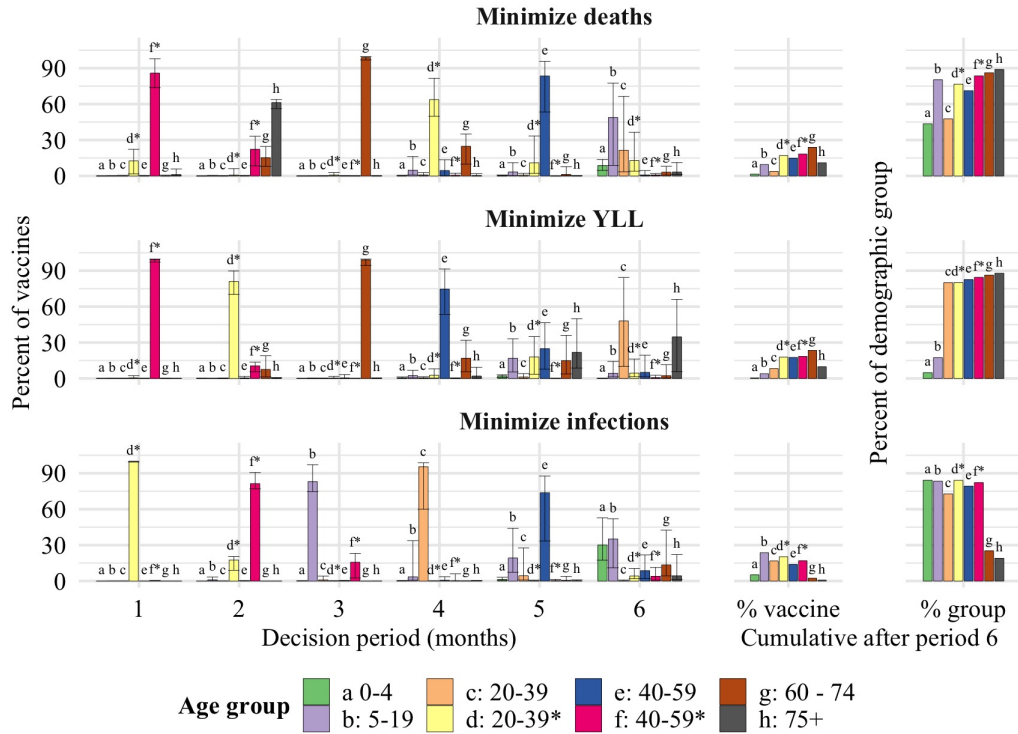 Minimize deaths
90
60
30
0
a b c d* e f* g h
a b c d* e f* g h
a b c d* e f* g h
a b c d* e f* g h
a b c d* e f* g h
a b c d* e f* g h
a b c d* e f* g h
a b c d* e f* g h
Minimize YLL
90
60
30
0
a b c d* e f* g h
a b c d* e f* g h
a b c d* e f* g h
a b c d* e f* g h
a b c d* e f* g h
a b c d* e f* g h
a b c d* e f* g h
a b c d* e f* g h
Minimize infections
90
60
30
0
a b c d* e f* g h
a b c d* e f* g h
a b c d* e f* g h
a b c d* e f* g h
a b c d* e f* g h
a b c d* e f* g h
a b c d* e f* g h
a b c d* e f* g h
Percent of vaccines
Percent of demographic group
1 2 3 4 5 6 % vaccine % group
Decision period (months) Cumulative after period 6
Age group
a 0-4 c: 20-39 e: 40-59 g: 60 - 74
b: 5-19 d: 20-39* f: 40-59* h: 75+